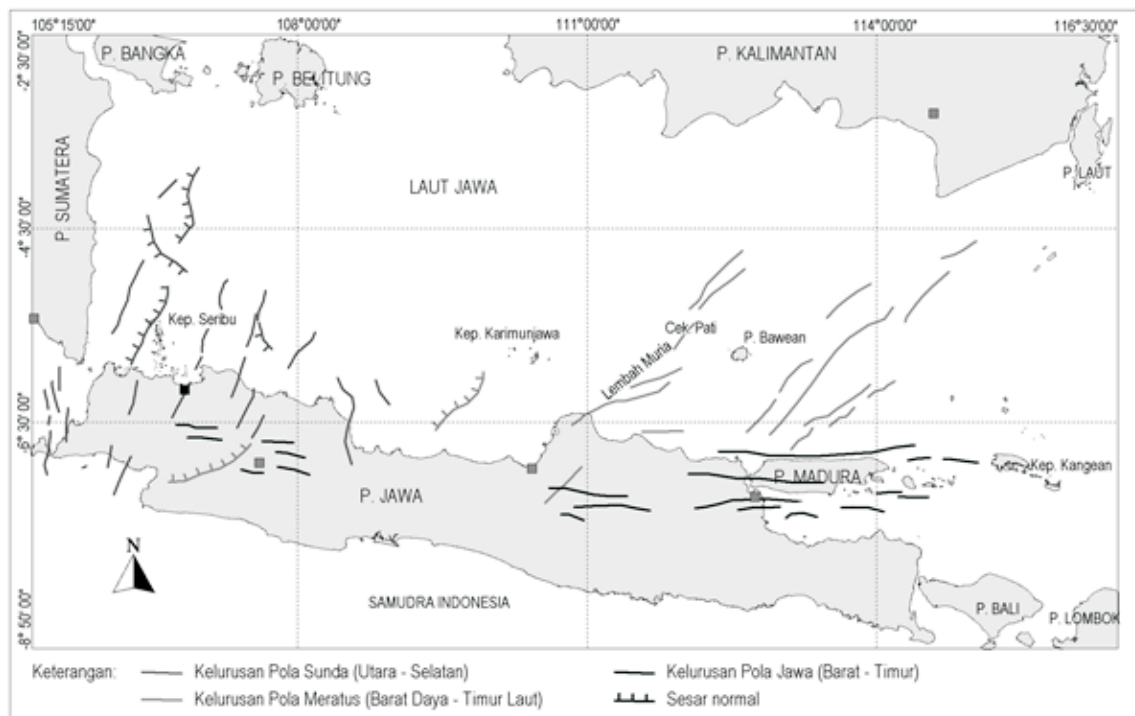 105°15'00" 108°00'00" 111°00'00" 114°00'00" 116°30'00"
-2°30'00"
P. BANGKA
P. BELITUNG
P. KALIMANTAN
P. SUMATERA
LAUT JAWA
P. LAUT
-4°30'00"
Kep. Seribu
Kep. Karimunjawa
Cek. Pati
P. Bawean
Lembah Muria
-6°30'00"
P. MADURA
Kep. Kangean
P. JAWA
N
SAMUDRA INDONESIA
P. BALI
P. LOMBOK
-8°50'00"
Keterangan:
Kelurusan Pola Sunda (Utara - Selatan)
Kelurusan Pola Jawa (Barat - Timur)
Kelurusan Pola Meratus (Barat Daya - Timur Laut)
Sesar normal